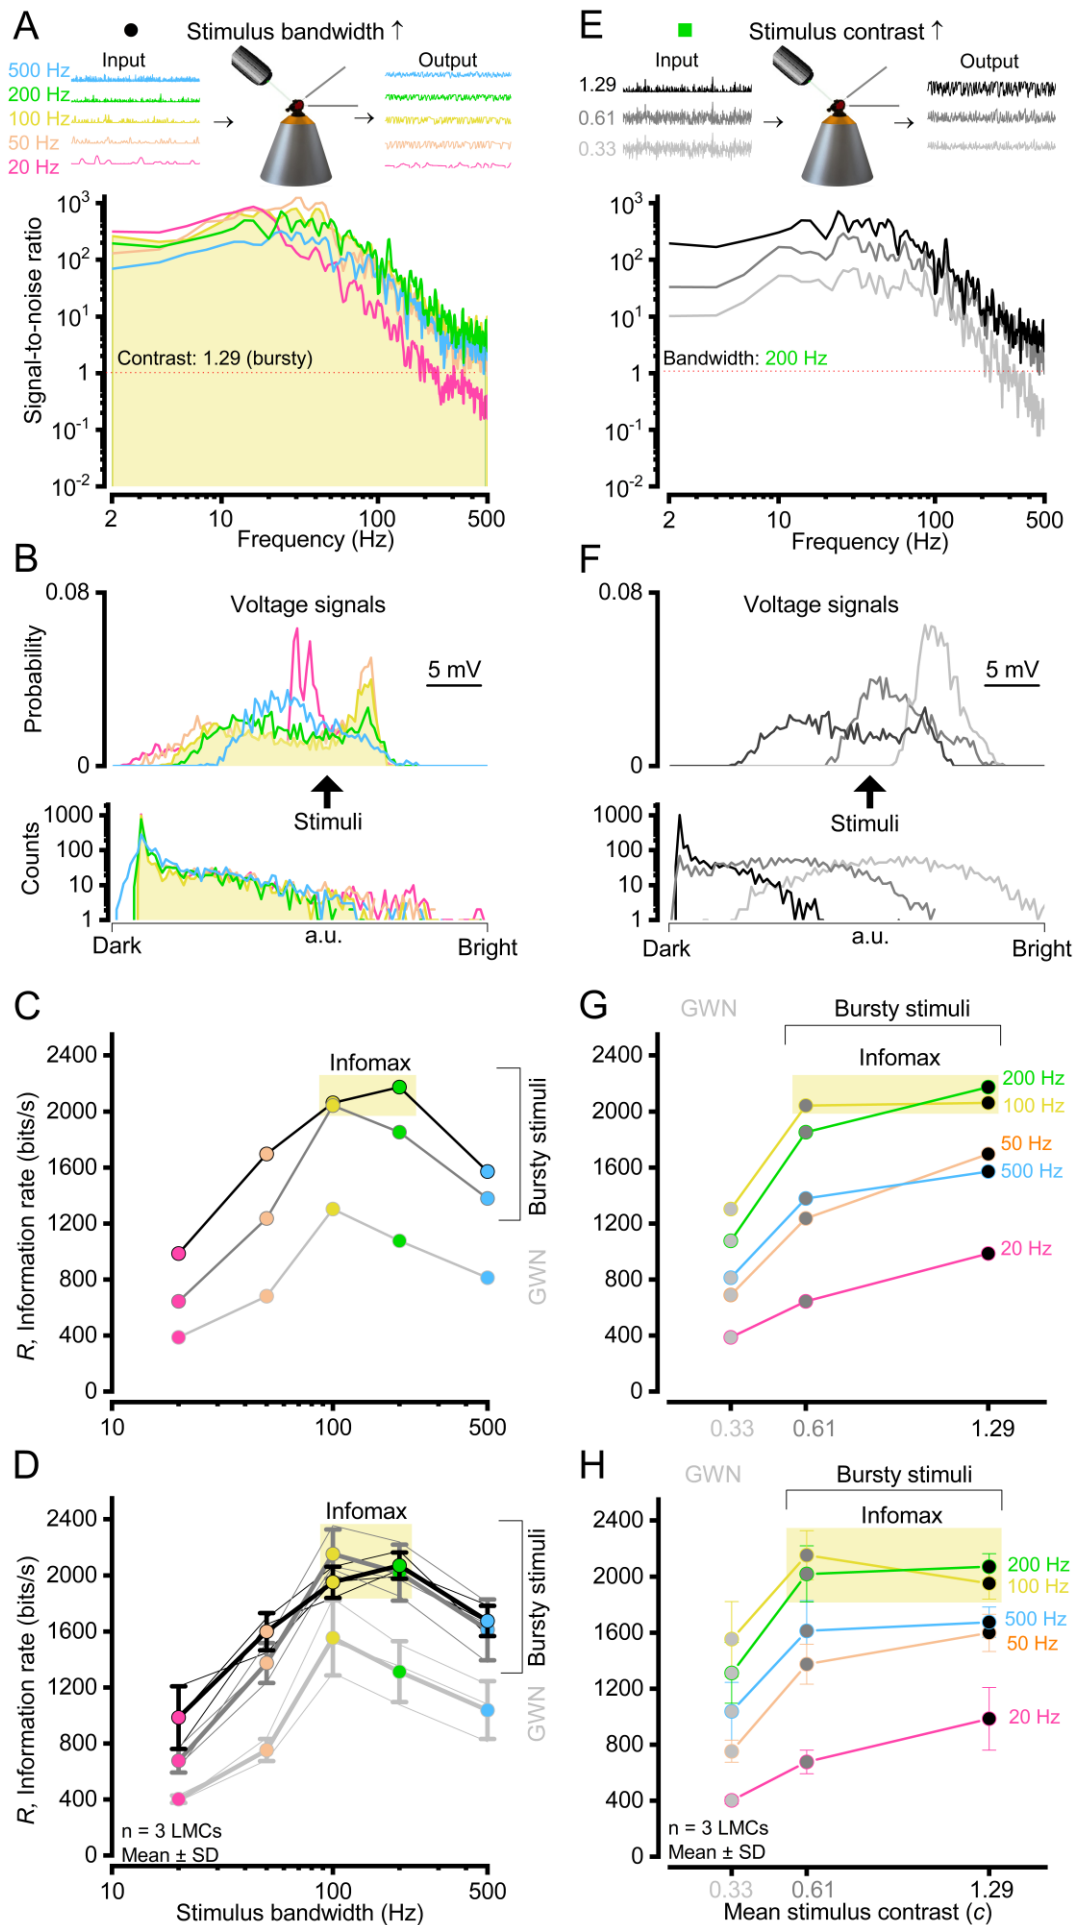 A
Stimulus bandwidth ↑
Input
Output
500 Hz
200 Hz
100 Hz
50 Hz
20 Hz
Signal-to-noise ratio
10³
10²
10¹
1
10⁻¹
10⁻²
Contrast: 1.29 (bursty)
2
10
100
500
Frequency (Hz)
E
Stimulus contrast ↑
Input
Output
1.29
0.61
0.33
10³
10²
10¹
1
10⁻¹
10⁻²
Bandwidth: 200 Hz
2
10
100
500
Frequency (Hz)
B
0.08
Voltage signals
Probability
5 mV
0
1000
100
10
1
Counts
Stimuli
Dark
a.u.
Bright
F
0.08
Voltage signals
5 mV
0
1000
100
10
1
Stimuli
Dark
a.u.
Bright
C
2400
2000
1600
1200
800
400
0
R, Information rate (bits/s)
Infomax
Bursty stimuli
GWN
10
100
500
G
GWN
Bursty stimuli
Infomax
2400
2000
1600
1200
800
400
0
200 Hz
100 Hz
50 Hz
500 Hz
20 Hz
0.33
0.61
1.29
D
2400
2000
1600
1200
800
400
0
R, Information rate (bits/s)
Infomax
Bursty stimuli
GWN
n = 3 LMCs
Mean ± SD
10
100
500
Stimulus bandwidth (Hz)
H
GWN
Bursty stimuli
Infomax
2400
2000
1600
1200
800
400
0
200 Hz
100 Hz
500 Hz
50 Hz
20 Hz
n = 3 LMCs
Mean ± SD
0.33
0.61
1.29
Mean stimulus contrast (c)